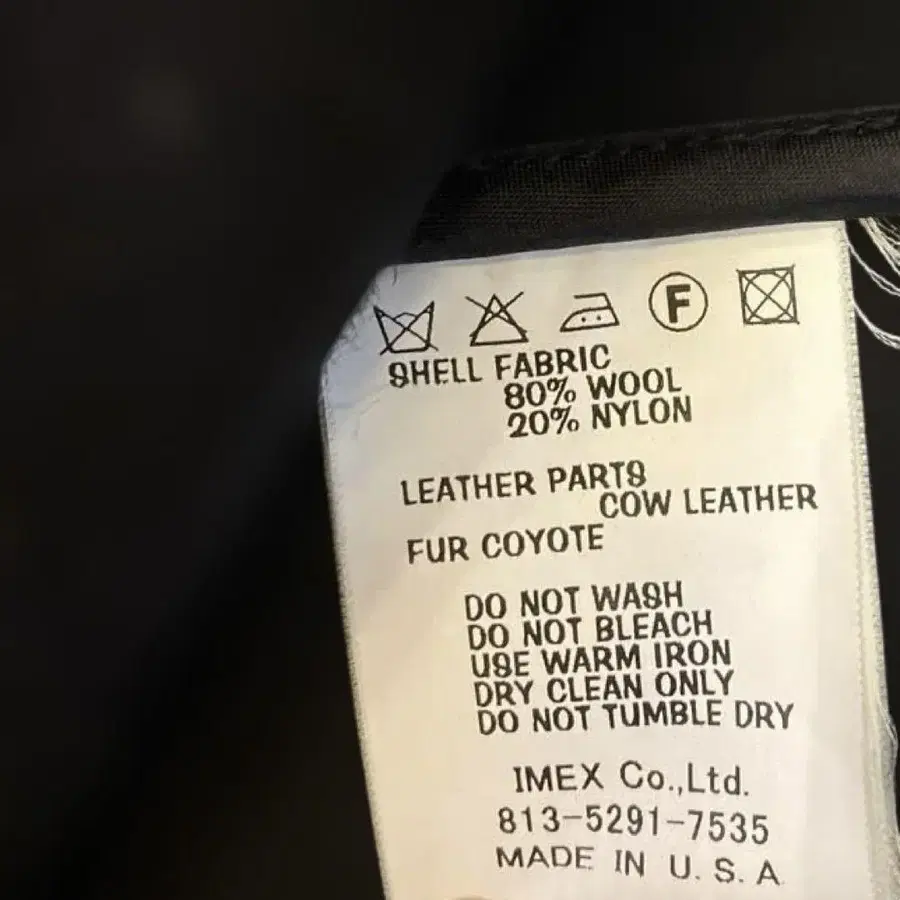 F
SHELL FABRIC
80% WOOL
20% NYLON
LEATHER PARTS
COW LEATHER
FUR COYOTE
DO NOT WASH
DO NOT BLEACH
USE WARM IRON
DRY CLEAN ONLY
DO NOT TUMBLE DRY
IMEX Co.,Ltd.
813-5291-7535
MADE IN U.S.A